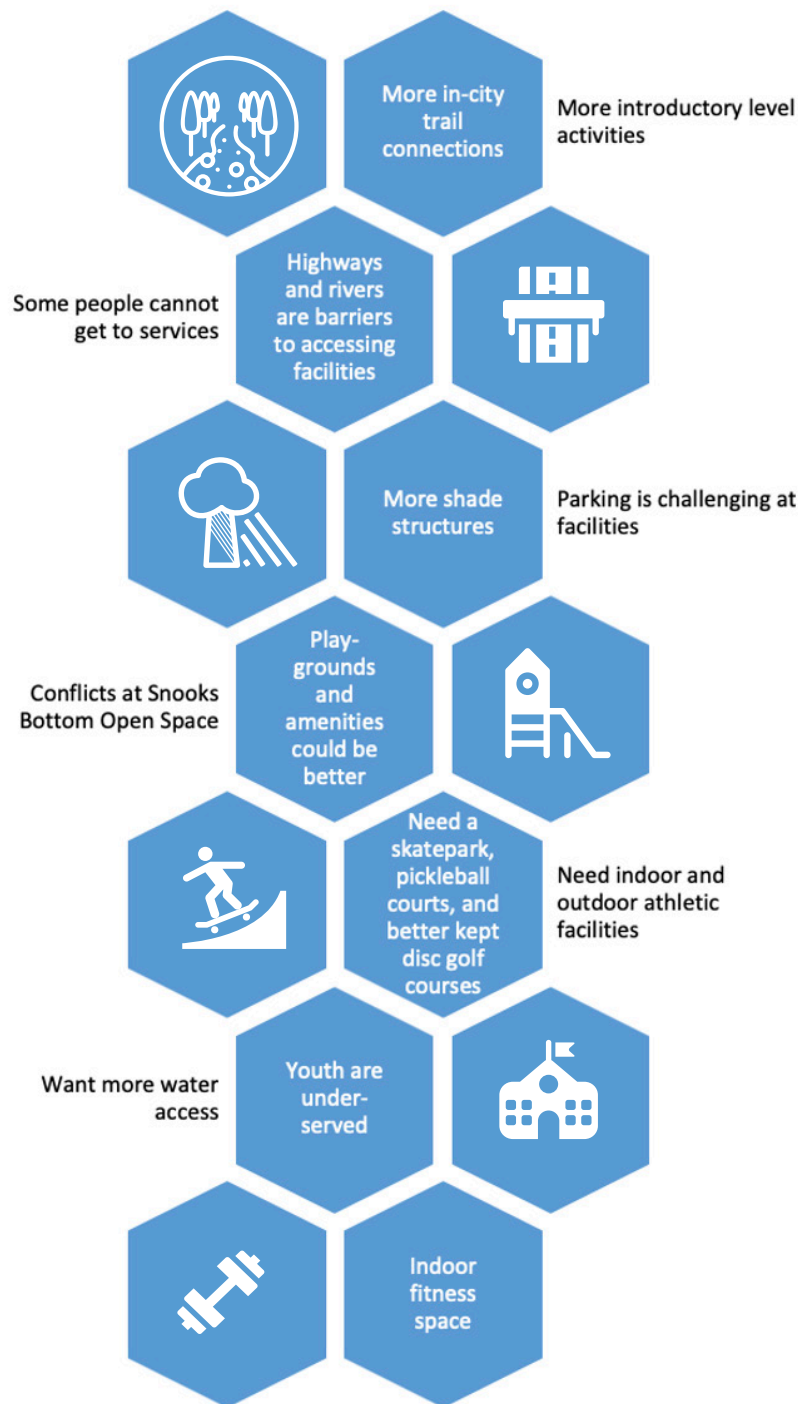 More in-city
trail
connections
More introductory level
activities
Some people cannot
get to services
Highways
and rivers
are barriers
to accessing
facilities
More shade
structures
Parking is challenging at
facilities
Conflicts at Snooks
Bottom Open Space
Play-
grounds
and
amenities
could be
better
Need a
skatepark,
pickleball
courts, and
better kept
disc golf
courses
Need indoor and
outdoor athletic
facilities
Want more water
access
Youth are
under-
served
Indoor
fitness
space